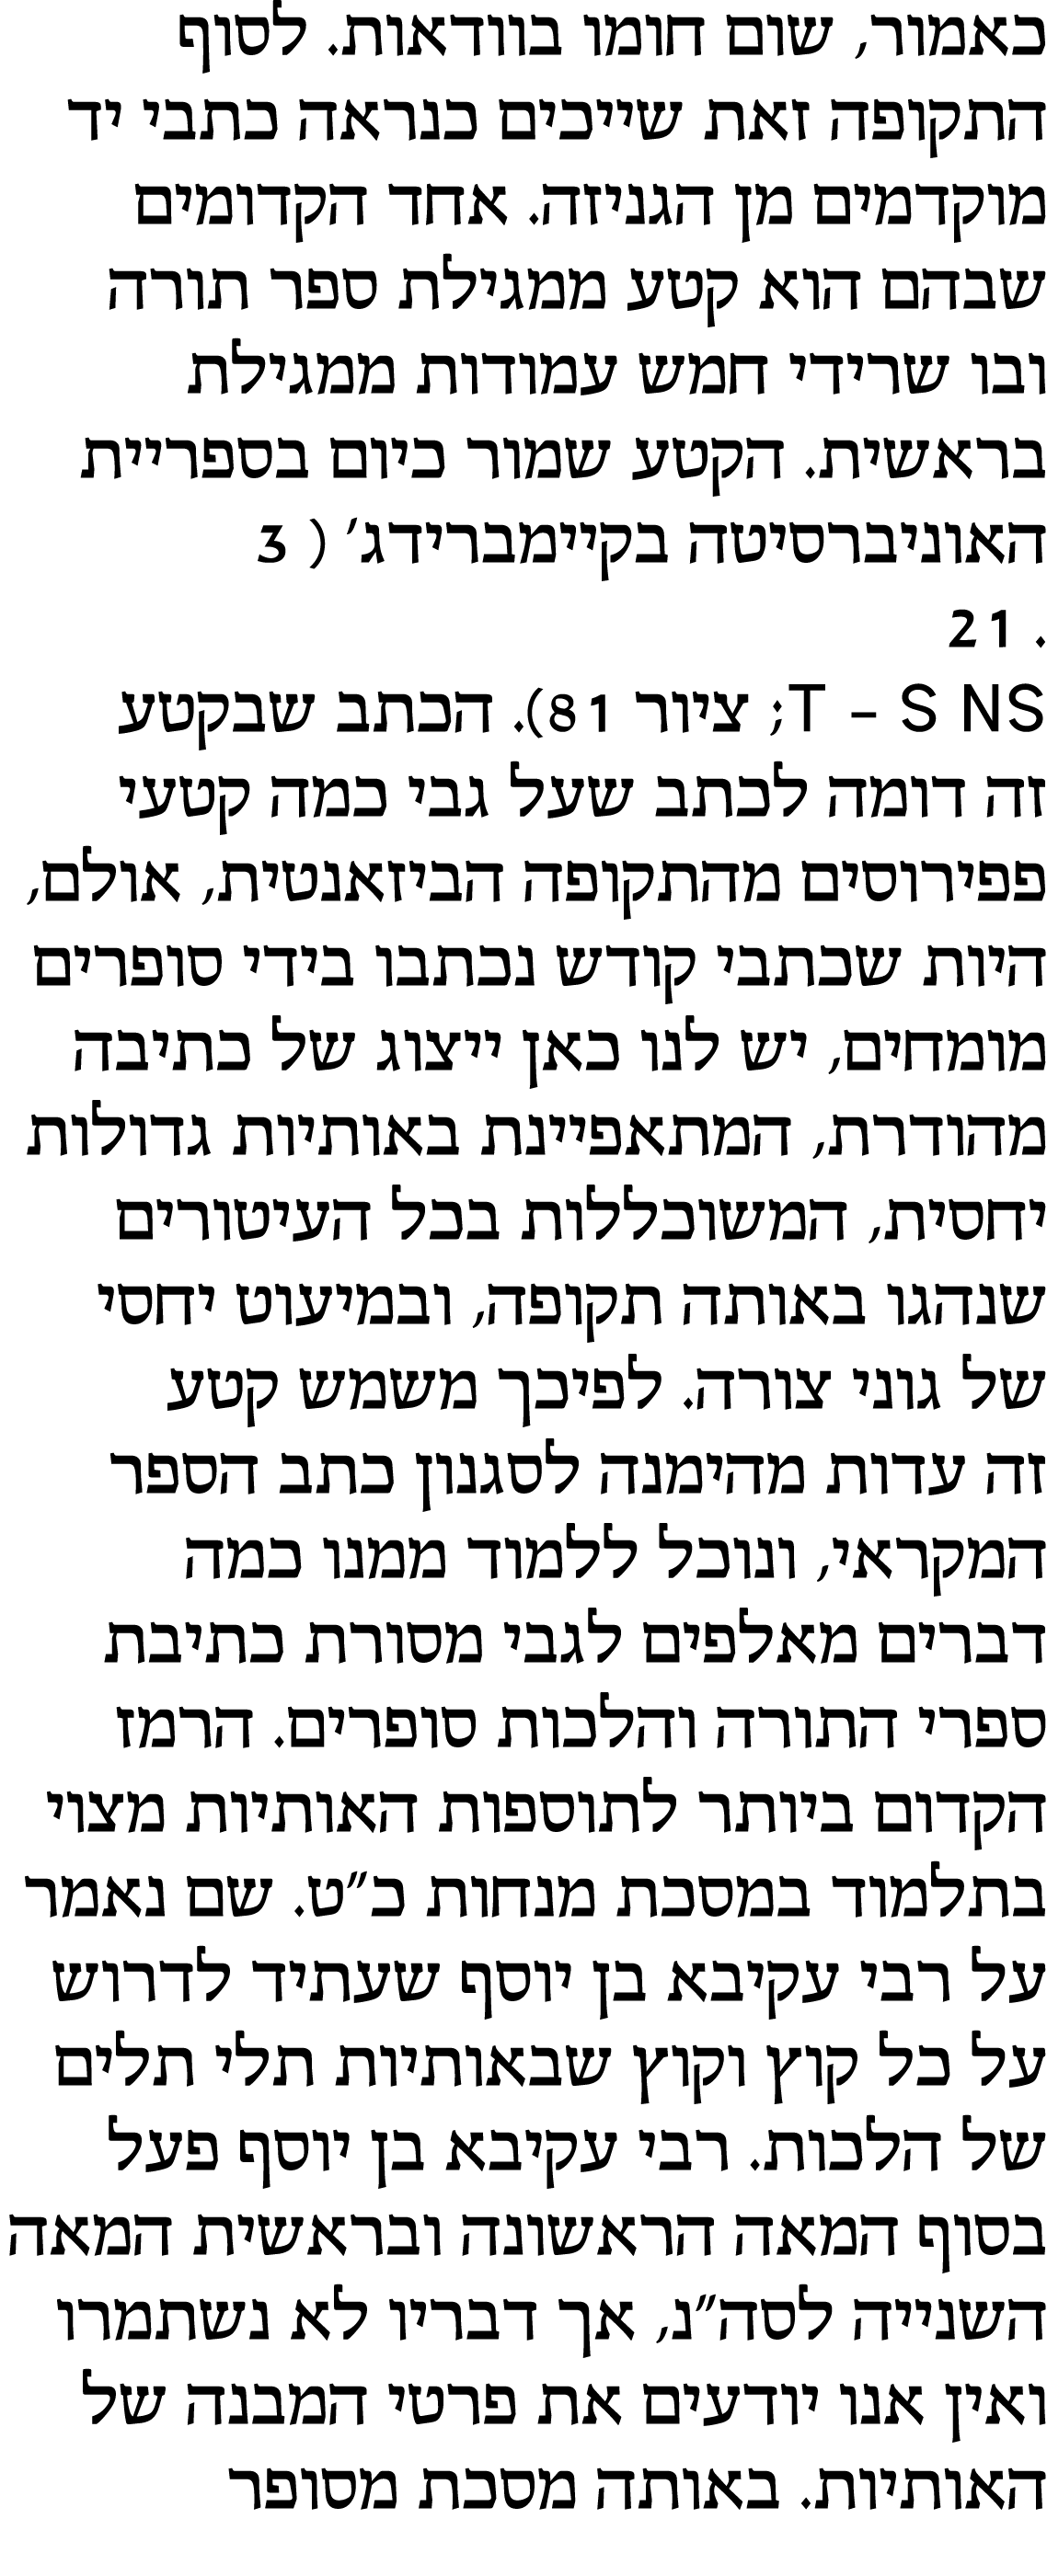 כאמור, שום חומו בוודאות. לסוף
התקופה זאת שייכים כנראה כתבי יד
מוקדמים מן הגניזה. אחד הקדומים
שבהם הוא קטע ממגילת ספר תורה
ובו שרידי חמש עמודות ממגילת
בראשית. הקטע שמור כיום בספריית
האוניברסיטה בקיימברידג' ( 3
. 21
T – S NS; ציור 81). הכתב שבקטע
זה דומה לכתב שעל גבי כמה קטעי
פפירוסים מהתקופה הביזאנטית, אולם,
היות שכתבי קודש נכתבו בידי סופרים
מומחים, יש לנו כאן ייצוג של כתיבה
מהודרת, המתאפיינת באותיות גדולות
יחסית, המשוכללות בכל העיטורים
שנהגו באותה תקופה, ובמיעוט יחסי
של גוני צורה. לפיכך משמש קטע
זה עדות מהימנה לסגנון כתב הספר
המקראי, ונוכל ללמוד ממנו כמה
דברים מאלפים לגבי מסורת כתיבת
ספרי התורה והלכות סופרים. הרמז
הקדום ביותר לתוספות האותיות מצוי
בתלמוד במסכת מנחות כ"ט. שם נאמר
על רבי עקיבא בן יוסף שעתיד לדרוש
על כל קוץ וקוץ שבאותיות תלי תלים
של הלכות. רבי עקיבא בן יוסף פעל
בסוף המאה הראשונה ובראשית המאה
השנייה לסה"נ, אך דבריו לא נשתמרו
ואין אנו יודעים את פרטי המבנה של
האותיות. באותה מסכת מסופר